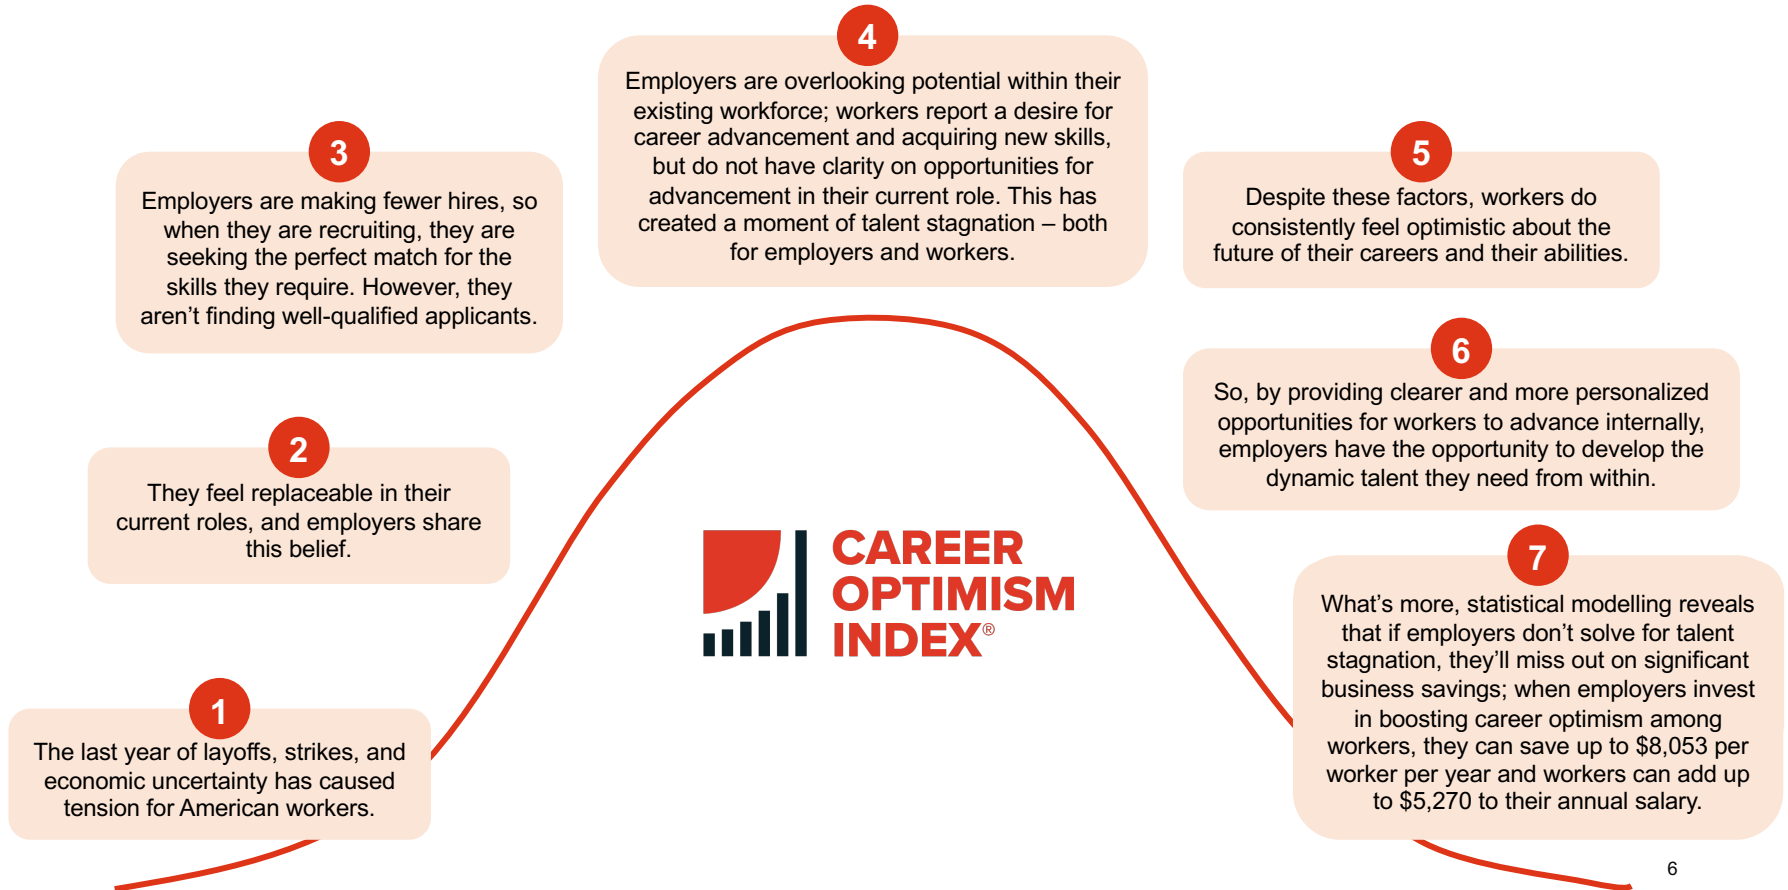 1
The last year of layoffs, strikes, and
economic uncertainty has caused
tension for American workers.
2
They feel replaceable in their
current roles, and employers share
this belief.
3
Employers are making fewer hires, so
when they are recruiting, they are
seeking the perfect match for the
skills they require. However, they
aren’t finding well-qualified applicants.
4
Employers are overlooking potential within their
existing workforce; workers report a desire for
career advancement and acquiring new skills,
but do not have clarity on opportunities for
advancement in their current role. This has
created a moment of talent stagnation – both
for employers and workers.
5
Despite these factors, workers do
consistently feel optimistic about the
future of their careers and their abilities.
6
So, by providing clearer and more personalized
opportunities for workers to advance internally,
employers have the opportunity to develop the
dynamic talent they need from within.
7
What’s more, statistical modelling reveals
that if employers don’t solve for talent
stagnation, they’ll miss out on significant
business savings; when employers invest
in boosting career optimism among
workers, they can save up to $8,053 per
worker per year and workers can add up
to $5,270 to their annual salary.
CAREER
OPTIMISM
INDEX®
6